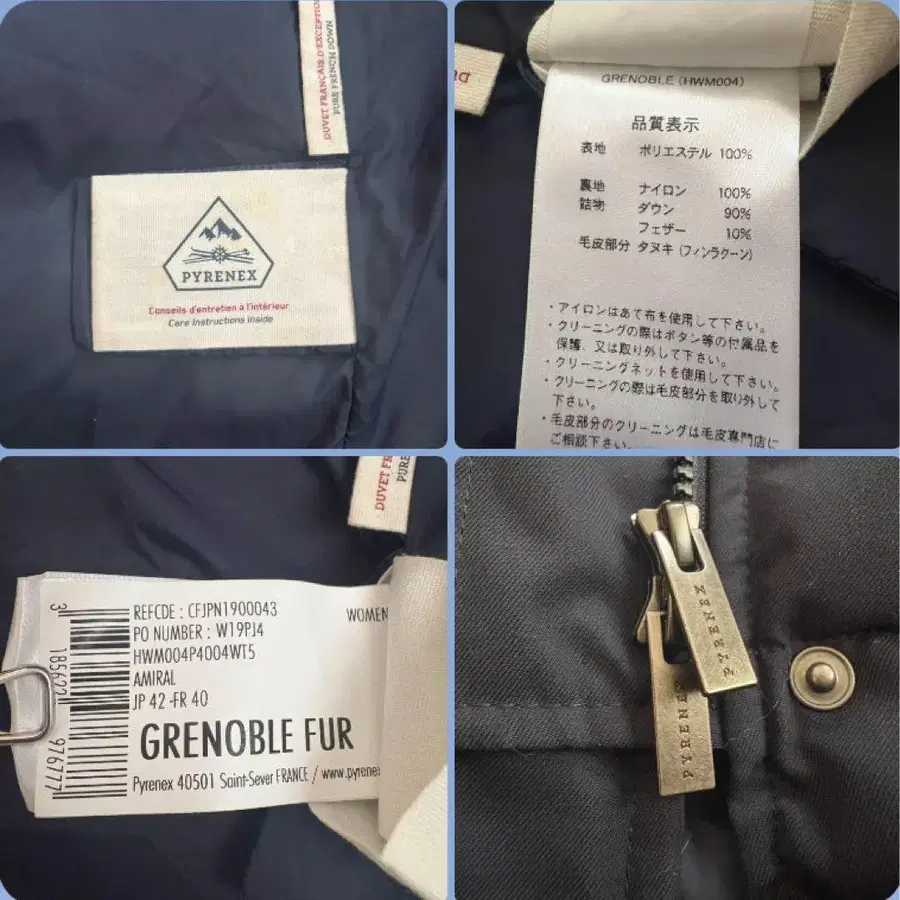 DUVET FRANÇAIS D'EXCEPTION
PURE FRENCH DOWN
PYRENEX
Conseils d'entretien à l'intérieur
Care Instructions Inside
DU
GRENOBLE (HWM004)
品質表示
表地 ポリエステル 100%
裏地 ナイロン 100%
詰物 ダウン 90%
フェザー 10%
毛皮部分 タヌキ (フィンラクーン)
・アイロンはあて布を使用して下さい。
・クリーニングの際はボタン等の付属品を
保護、又は取り外して下さい。
・クリーニングネットを使用して下さい。
・クリーニングの際は毛皮部分を取り外して
下さい。
・毛皮部分のクリーニングは毛皮専門店に
ご相談下さい。
DUVET FR
PURE
REFCDE : CFJPN1900043
WOMEN
PO NUMBER : W19PJ4
HWM004P4004WT5
AMIRAL
JP 42 -FR 40
GRENOBLE FUR
Pyrenex 40501 Saint-Sever FRANCE / www.pyrenex
3 185622 976777
PYRENEX
PYRENEX